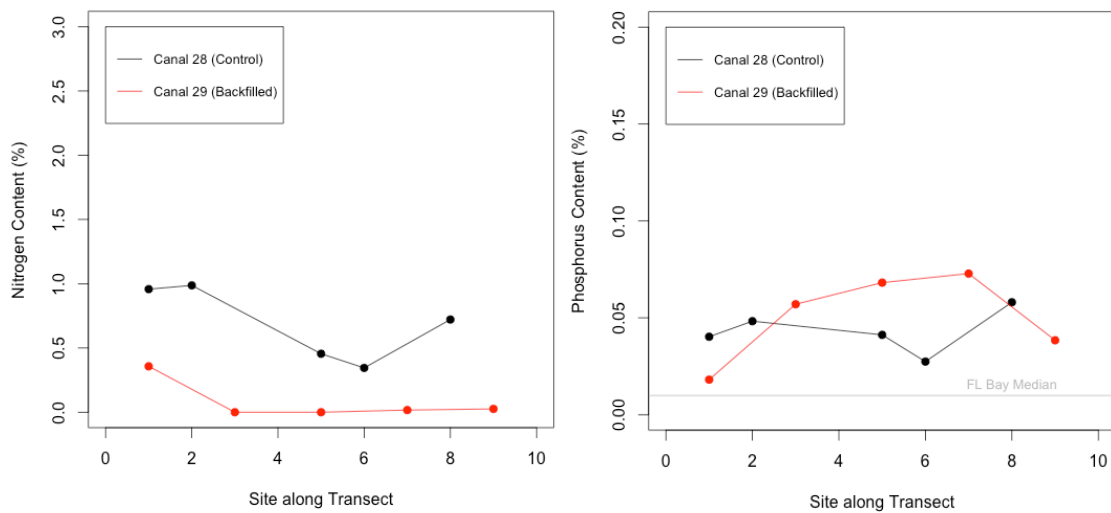 Nitrogen Content (%)
3.0
2.5
2.0
1.5
1.0
0.5
0.0
Canal 28 (Control)
Canal 29 (Backfilled)
0 2 4 6 8 10
Site along Transect
Phosphorus Content (%)
0.20
0.15
0.10
0.05
0.00
Canal 28 (Control)
Canal 29 (Backfilled)
FL Bay Median
0 2 4 6 8 10
Site along Transect